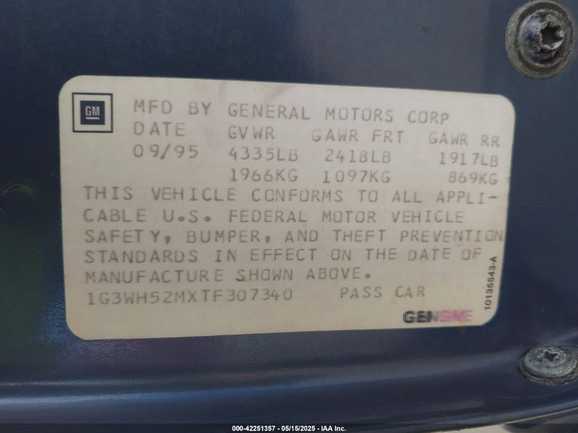 GM
MFD BY GENERAL MOTORS CORP
DATE GVWR GAWR FRT GAWR RR
09/95 4335LB 2418LB 1917LB
1966KG 1097KG 869KG
THIS VEHICLE CONFORMS TO ALL APPLI-
CABLE U.S. FEDERAL MOTOR VEHICLE
SAFETY, BUMPER, AND THEFT PREVENTION
STANDARDS IN EFFECT ON THE DATE OF
MANUFACTURE SHOWN ABOVE.
1G3WH52MXTF307340 PASS CAR
10135643-A
000-42251357 - 05/15/2025 - IAA Inc.